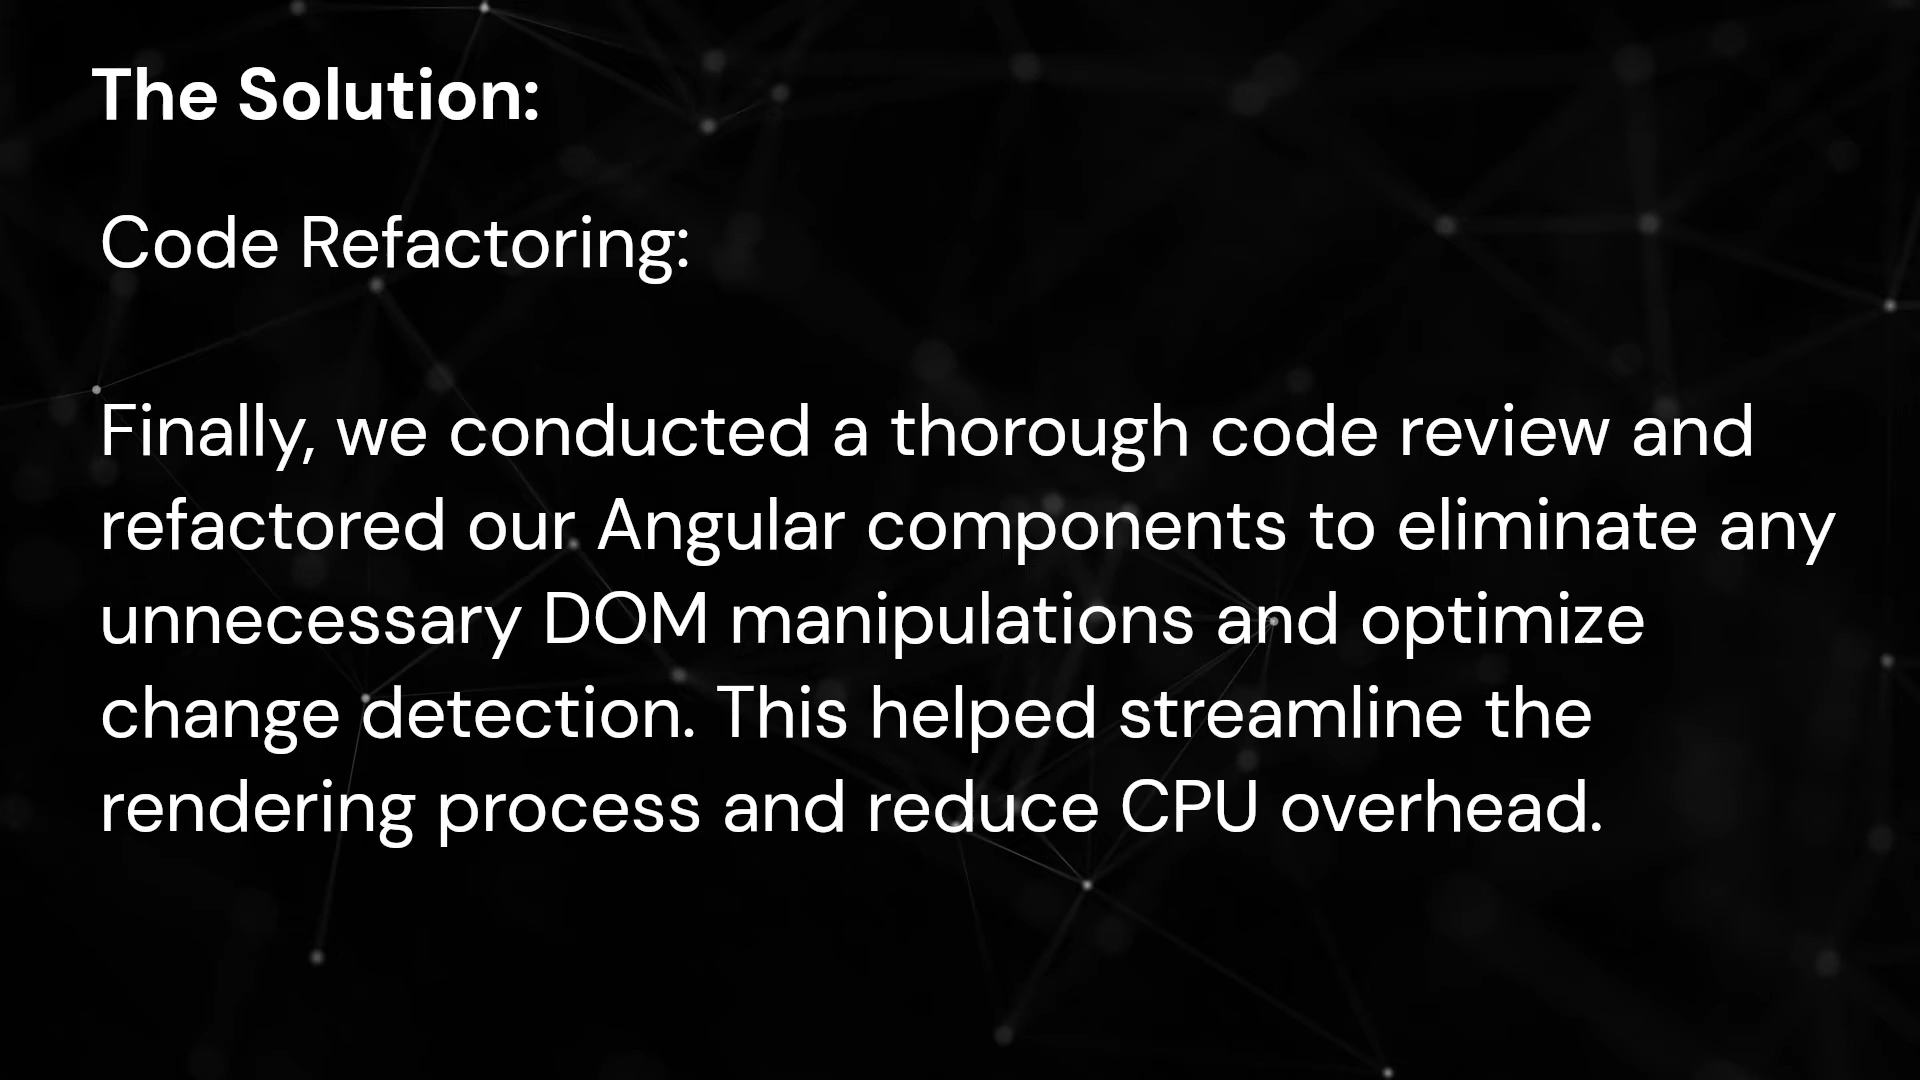 The Solution:
Code Refactoring:
Finally, we conducted a thorough code review and
refactored our Angular components to eliminate any
unnecessary DOM manipulations and optimize
change detection. This helped streamline the
rendering process and reduce CPU overhead.